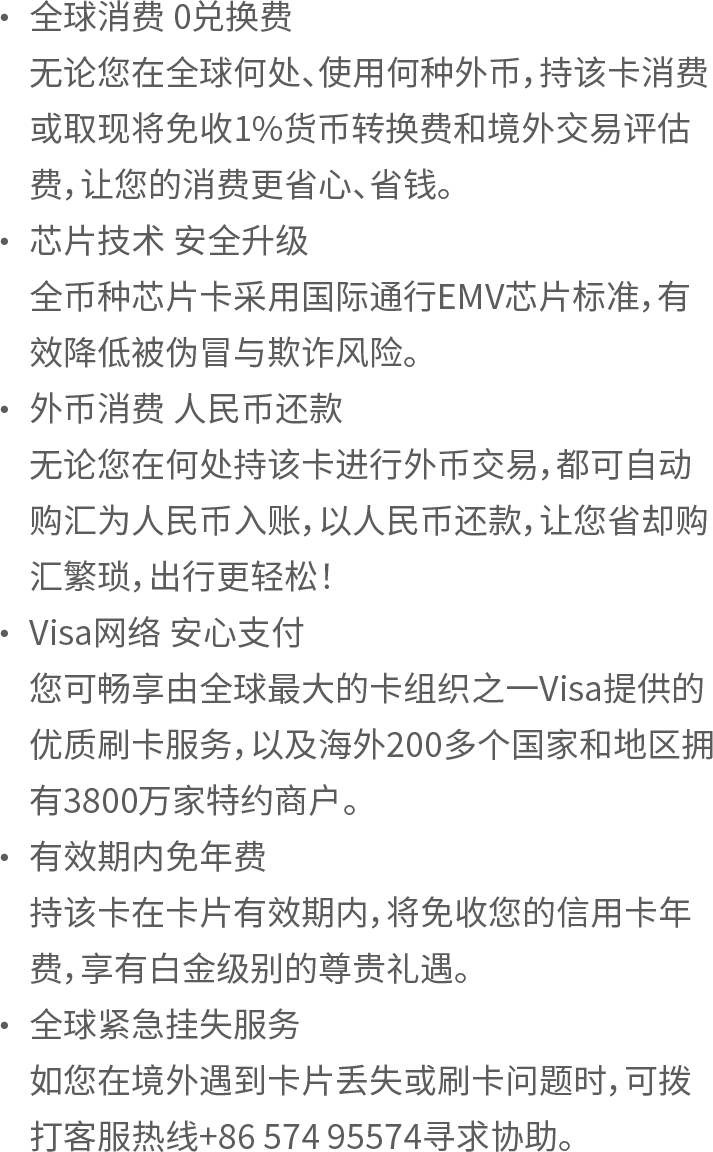 • 全球消费 0兑换费
无论您在全球何处、使用何种外币，持该卡消费
或取现将免收1%货币转换费和境外交易评估
费，让您的消费更省心、省钱。
• 芯片技术 安全升级
全币种芯片卡采用国际通行EMV芯片标准，有
效降低被伪冒与欺诈风险。
• 外币消费 人民币还款
无论您在何处持该卡进行外币交易，都可自动
购汇为人民币入账，以人民币还款，让您省却购
汇繁琐，出行更轻松！
• Visa网络 安心支付
您可畅享由全球最大的卡组织之一Visa提供的
优质刷卡服务，以及海外200多个国家和地区拥
有3800万家特约商户。
• 有效期内免年费
持该卡在卡片有效期内，将免收您的信用卡年
费，享有白金级别的尊贵礼遇。
• 全球紧急挂失服务
如您在境外遇到卡片丢失或刷卡问题时，可拨
打客服热线+86 574 95574寻求协助。